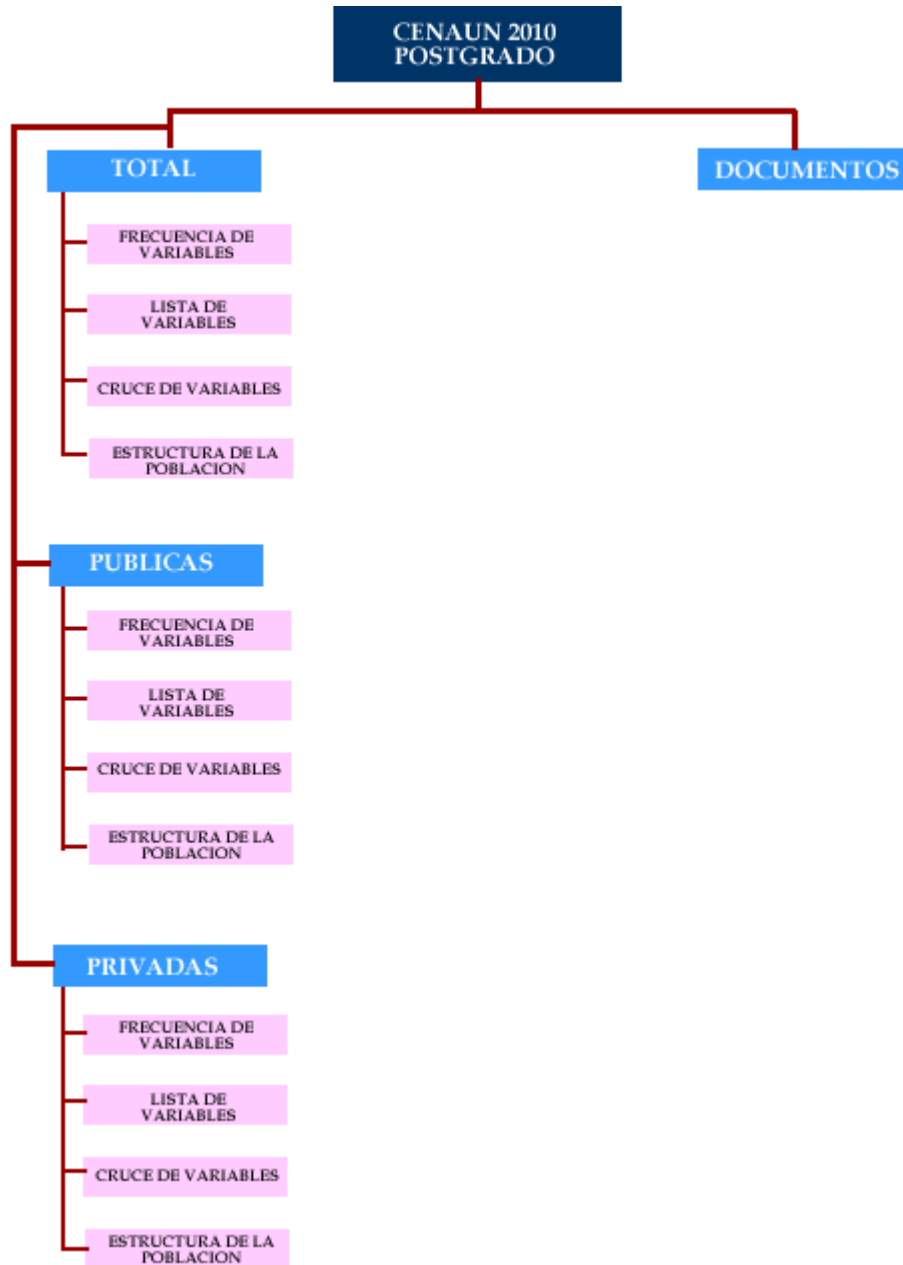 CENAUN 2010
POSTGRADO
TOTAL
DOCUMENTOS
FRECUENCIA DE
VARIABLES
LISTA DE
VARIABLES
CRUCE DE VARIABLES
ESTRUCTURA DE LA
POBLACION
PUBLICAS
FRECUENCIA DE
VARIABLES
LISTA DE
VARIABLES
CRUCE DE VARIABLES
ESTRUCTURA DE LA
POBLACION
PRIVADAS
FRECUENCIA DE
VARIABLES
LISTA DE
VARIABLES
CRUCE DE VARIABLES
ESTRUCTURA DE LA
POBLACION